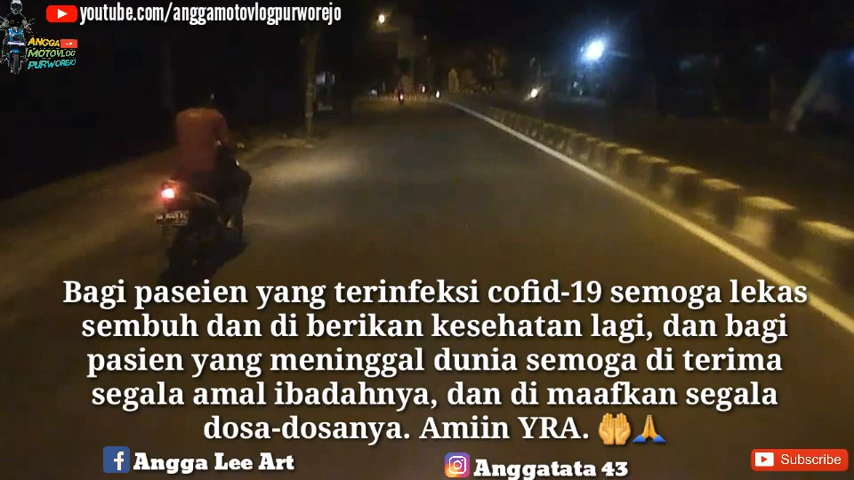 youtube.com/anggamotovlogpurworejo
ANGGA
MOTOVLOG
PURWOREJO
Bagi paseien yang terinfeksi cofid-19 semoga lekas
sembuh dan di berikan kesehatan lagi, dan bagi
pasien yang meninggal dunia semoga di terima
segala amal ibadahnya, dan di maafkan segala
dosa-dosanya. Amiin YRA. 🤲🙏
Angga Lee Art
Anggatata 43
Subscribe